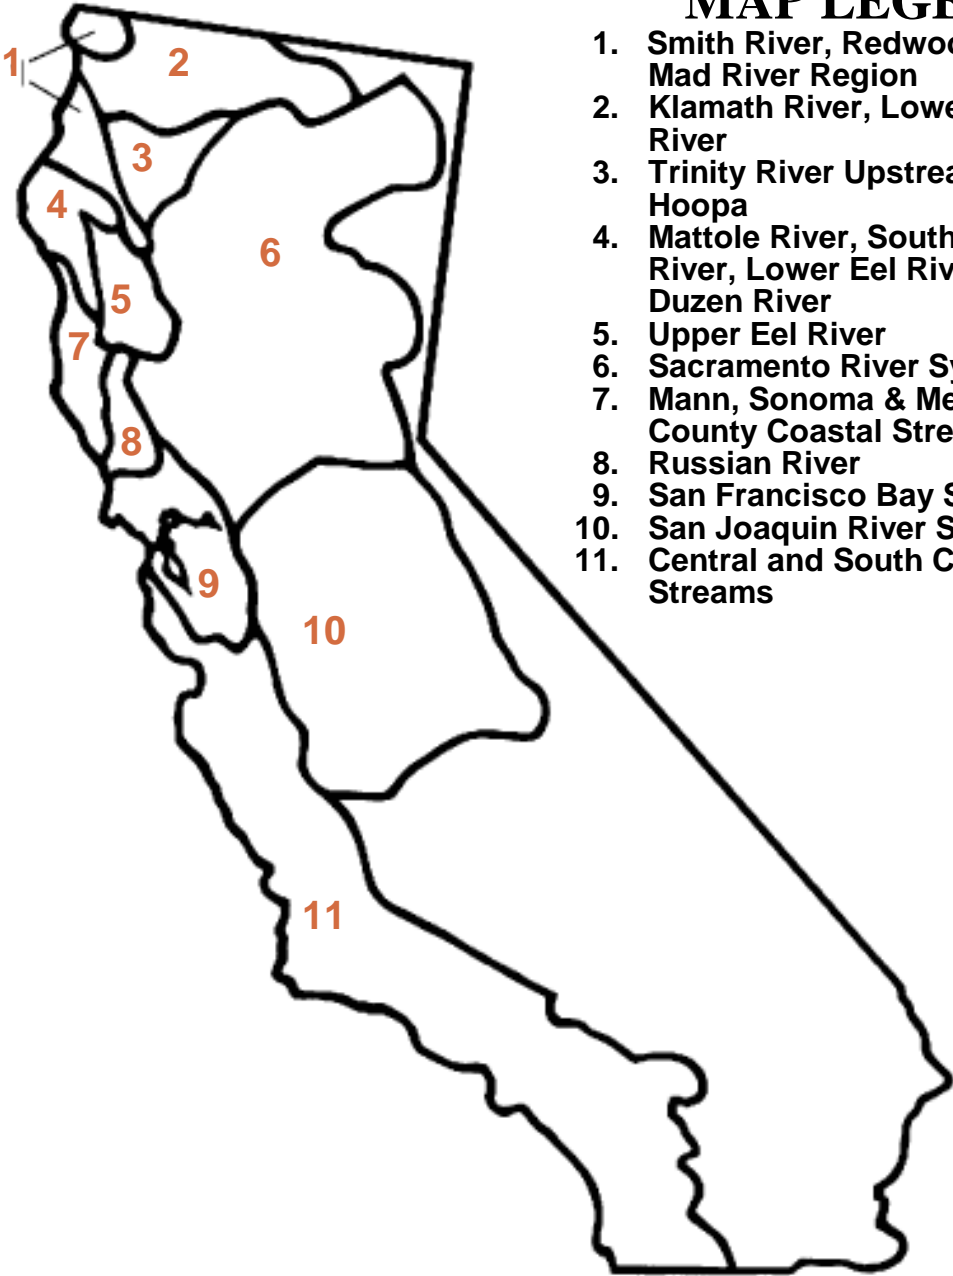 MAP LEGE
1. Smith River, Redwoo
Mad River Region
2. Klamath River, Lowe
River
3. Trinity River Upstrea
Hoopa
4. Mattole River, South
River, Lower Eel Riv
Duzen River
5. Upper Eel River
6. Sacramento River Sy
7. Mann, Sonoma & Me
County Coastal Stre
8. Russian River
9. San Francisco Bay S
10. San Joaquin River S
11. Central and South C
Streams
1
2
3
4
6
5
7
8
9
10
11